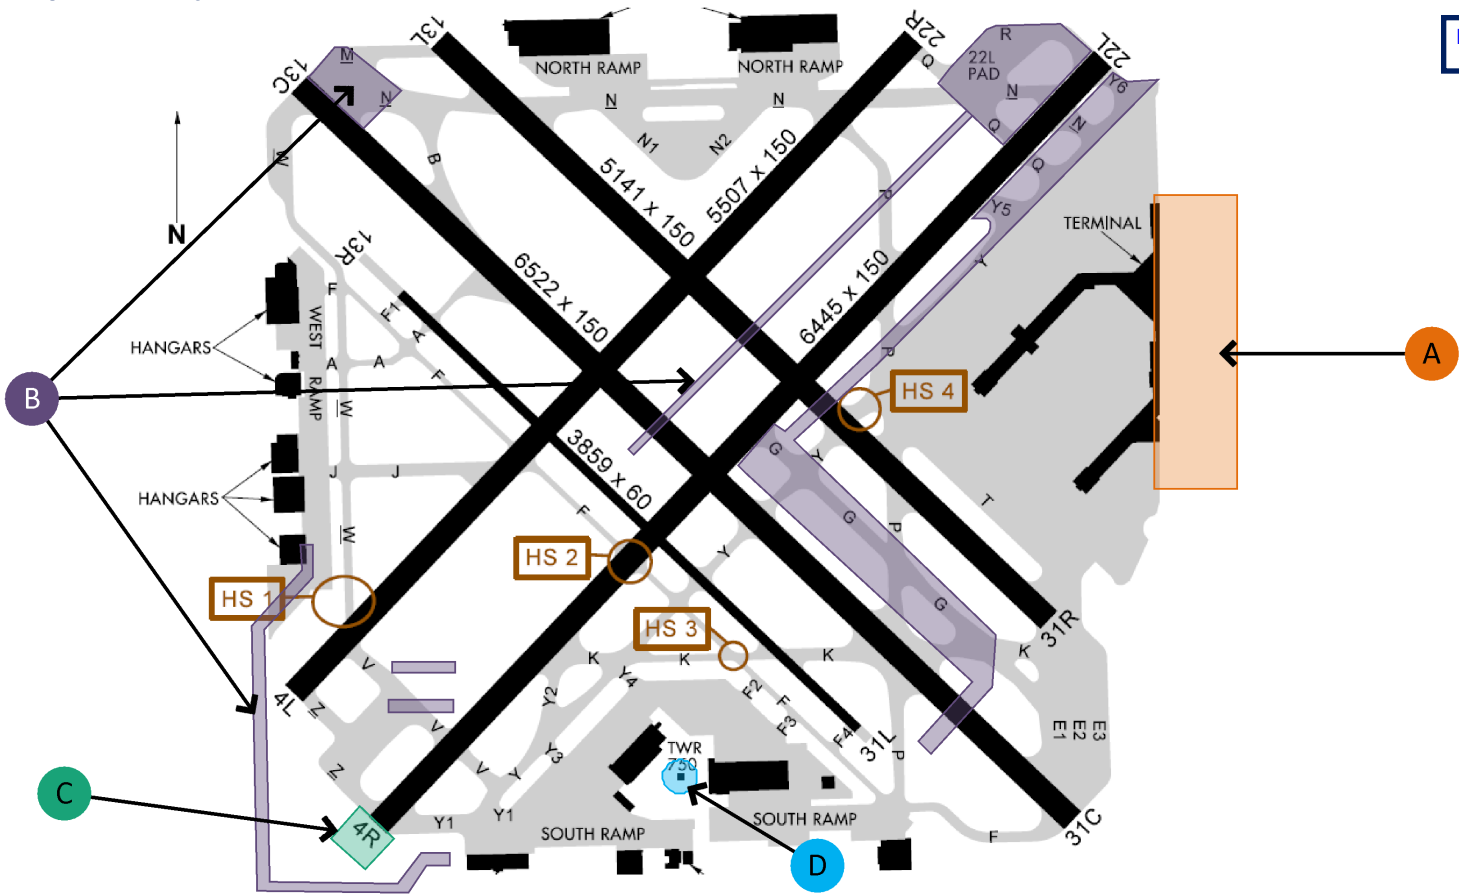 13L
22R
R
22L
13C
M
Q
22L
PAD
NORTH RAMP
NORTH RAMP
Y6
N
N
N
N
N
Q
W
B
N1
N2
5141 x 150
5507 x 150
Q
P
Y5
N
13R
TERMINAL
Y
6522 x 150
6445 x 150
F
F1
WEST RAMP
HANGARS
A
A
A
F
P
HS 4
A
B
W
3859 x 60
G
Y
J
J
HANGARS
T
F
G
P
W
Y
HS 2
HS 1
G
HS 3
31R
K
K
K
K
V
Y4
F2
Y2
F
4L
Z
V
F3
F4
31L
E1
E2
E3
Y3
TWR
750
P
Z
V
Y
C
Y1
Y1
4R
SOUTH RAMP
SOUTH RAMP
31C
F
D